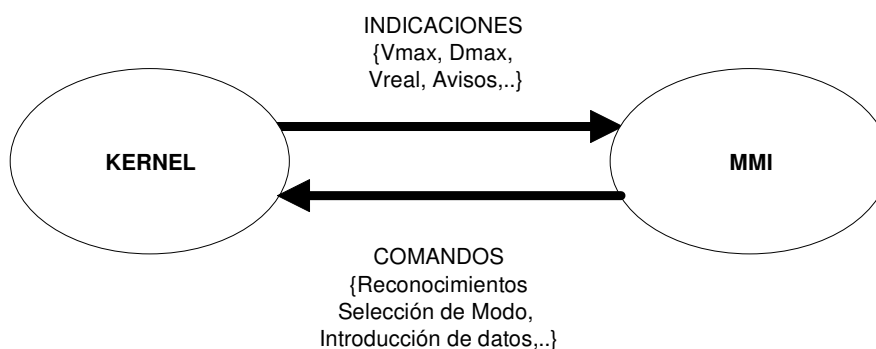 INDICACIONES
{Vmax, Dmax,
Vreal, Avisos,..}
KERNEL
MMI
COMANDOS
{Reconocimientos
Selección de Modo,
Introducción de datos,..}